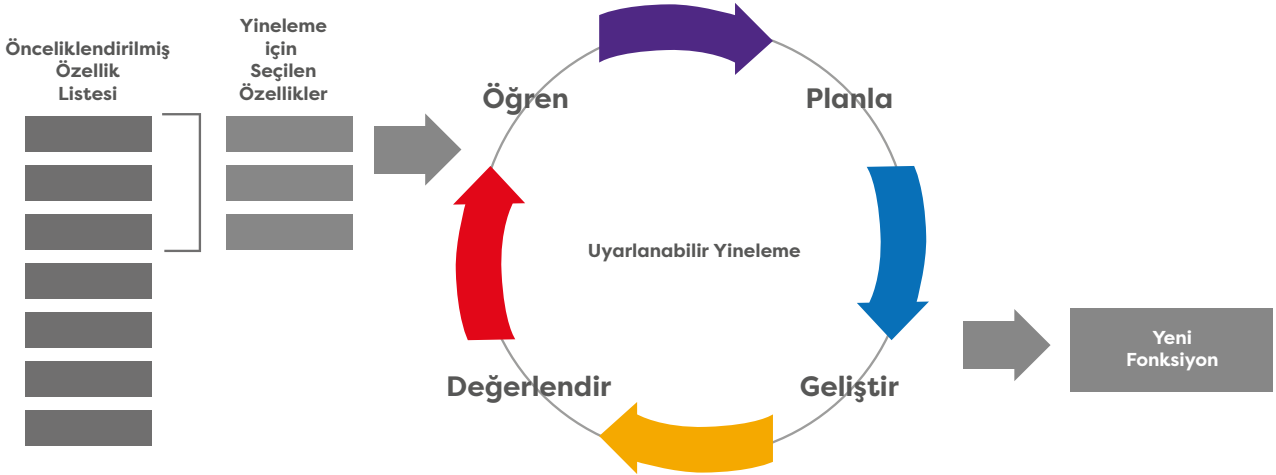 Önceliklendirilmiş
Özellik
Listesi
Yineleme
için
Seçilen
Özellikler
Öğren
Planla
Uyarlanabilir Yineleme
Değerlendir
Geliştir
Yeni
Fonksiyon